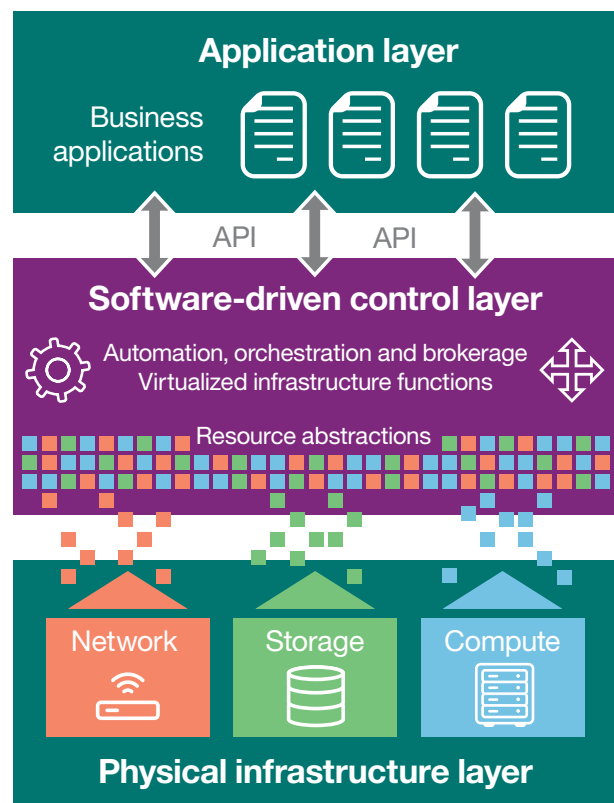 Application layer
Business
applications
API
API
Software-driven control layer
Automation, orchestration and brokerage
Virtualized infrastructure functions
Resource abstractions
Network
Storage
Compute
Physical infrastructure layer